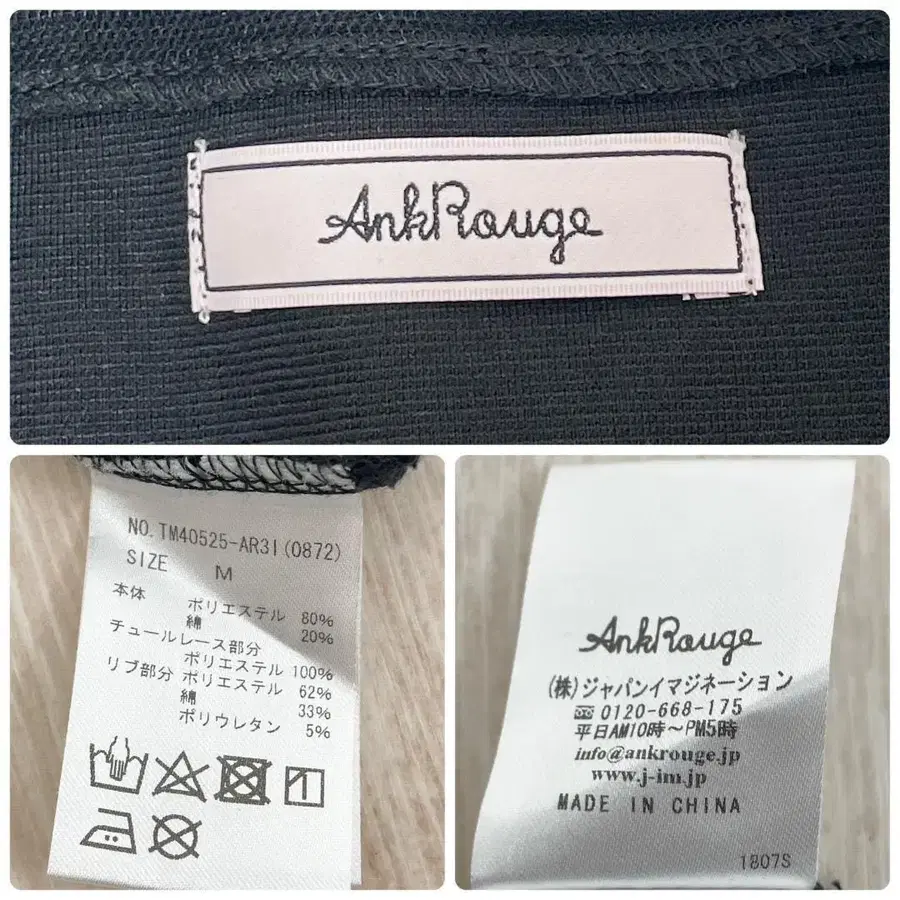 AnkRouge
NO.TM40525-AR3I(0872)
SIZE M
本体 ポリエステル 80%
綿 20%
チュールレース部分
ポリエステル 100%
リブ部分 ポリエステル 62%
綿 33%
ポリウレタン 5%
AnkRouge
(株)ジャパンイマジネーション
0120-668-175
平日AM10時〜PM5時
info@ankrouge.jp
www.j-im.jp
MADE IN CHINA
1807S